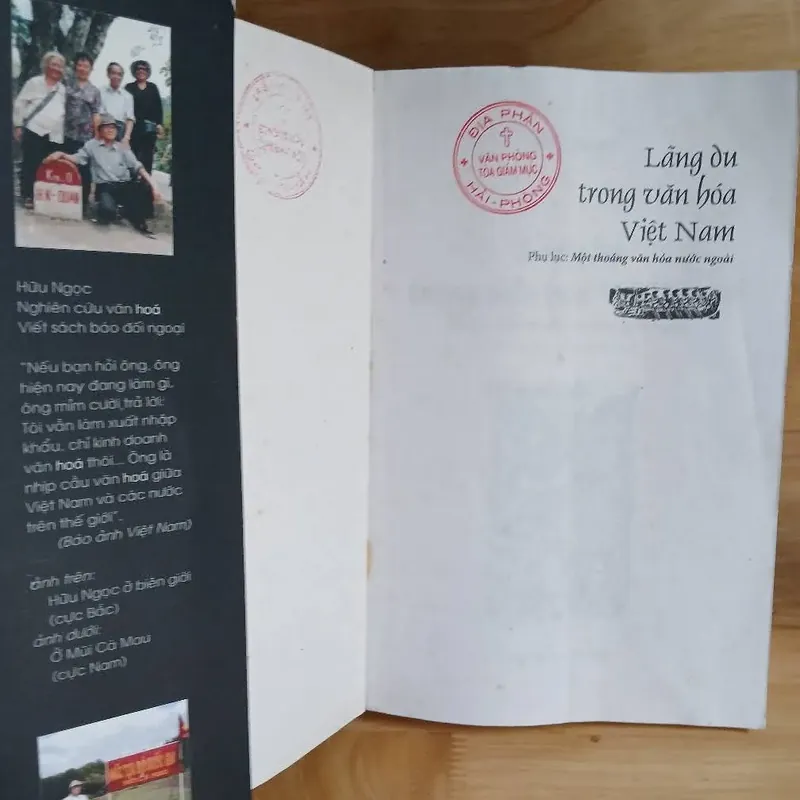 Km 0
H.N - QUAN
Hữu Ngọc
Nghiên cứu văn hoá
Viết sách báo đối ngoại
"Nếu bạn hỏi ông, ông
hiện nay đang làm gì,
ông mỉm cười trả lời:
Tôi vẫn làm xuất nhập
khẩu, chỉ kinh doanh
văn hoá thôi... Ông là
nhịp cầu văn hoá giữa
Việt Nam và các nước
trên thế giới".
(Báo ảnh Việt Nam)
ảnh trên:
Hữu Ngọc ở biên giới
(cực Bắc)
ảnh dưới:
Ở Mũi Cà Mau
(cực Nam)
ĐỊA PHẬN
VĂN PHÒNG
TÒA GIÁM MỤC
HẢI-PHÒNG
Lãng du
trong văn hóa
Việt Nam
Phụ lục: Một thoáng văn hóa nước ngoài